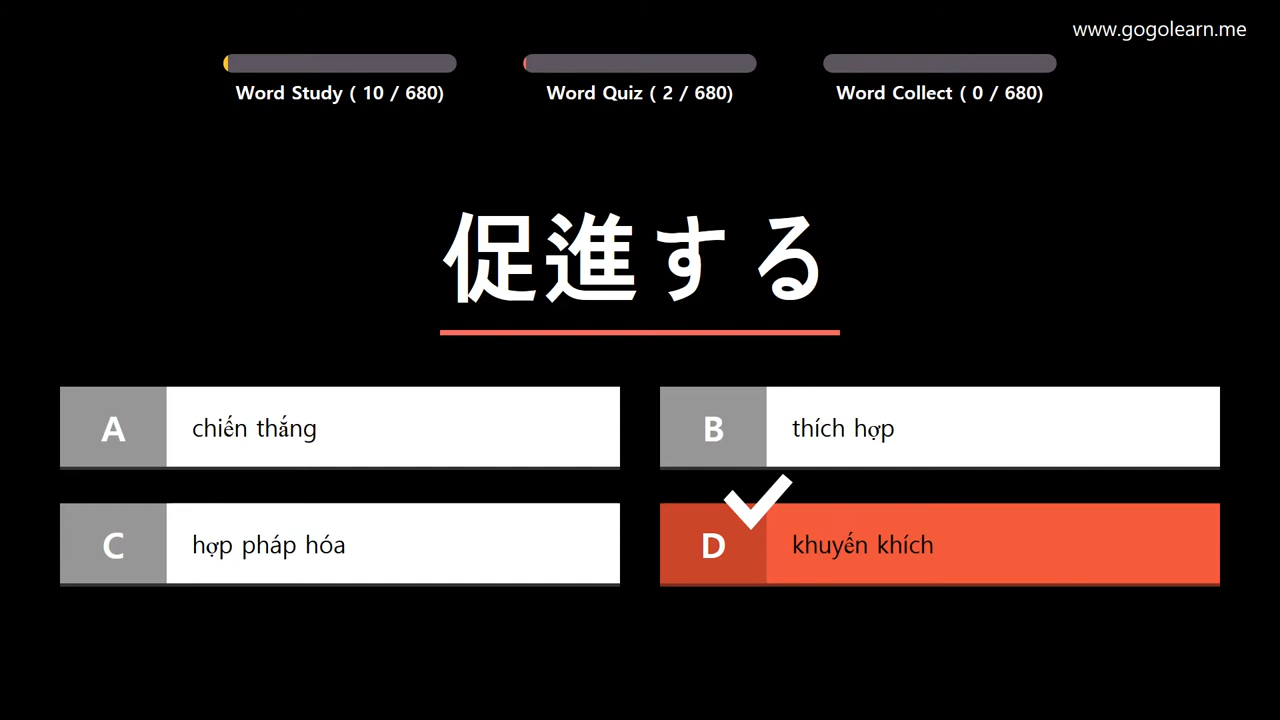 www.gogolearn.me
Word Study ( 10 / 680)
Word Quiz ( 2 / 680)
Word Collect ( 0 / 680)
促進する
A chiến thắng
B thích hợp
C hợp pháp hóa
D khuyến khích